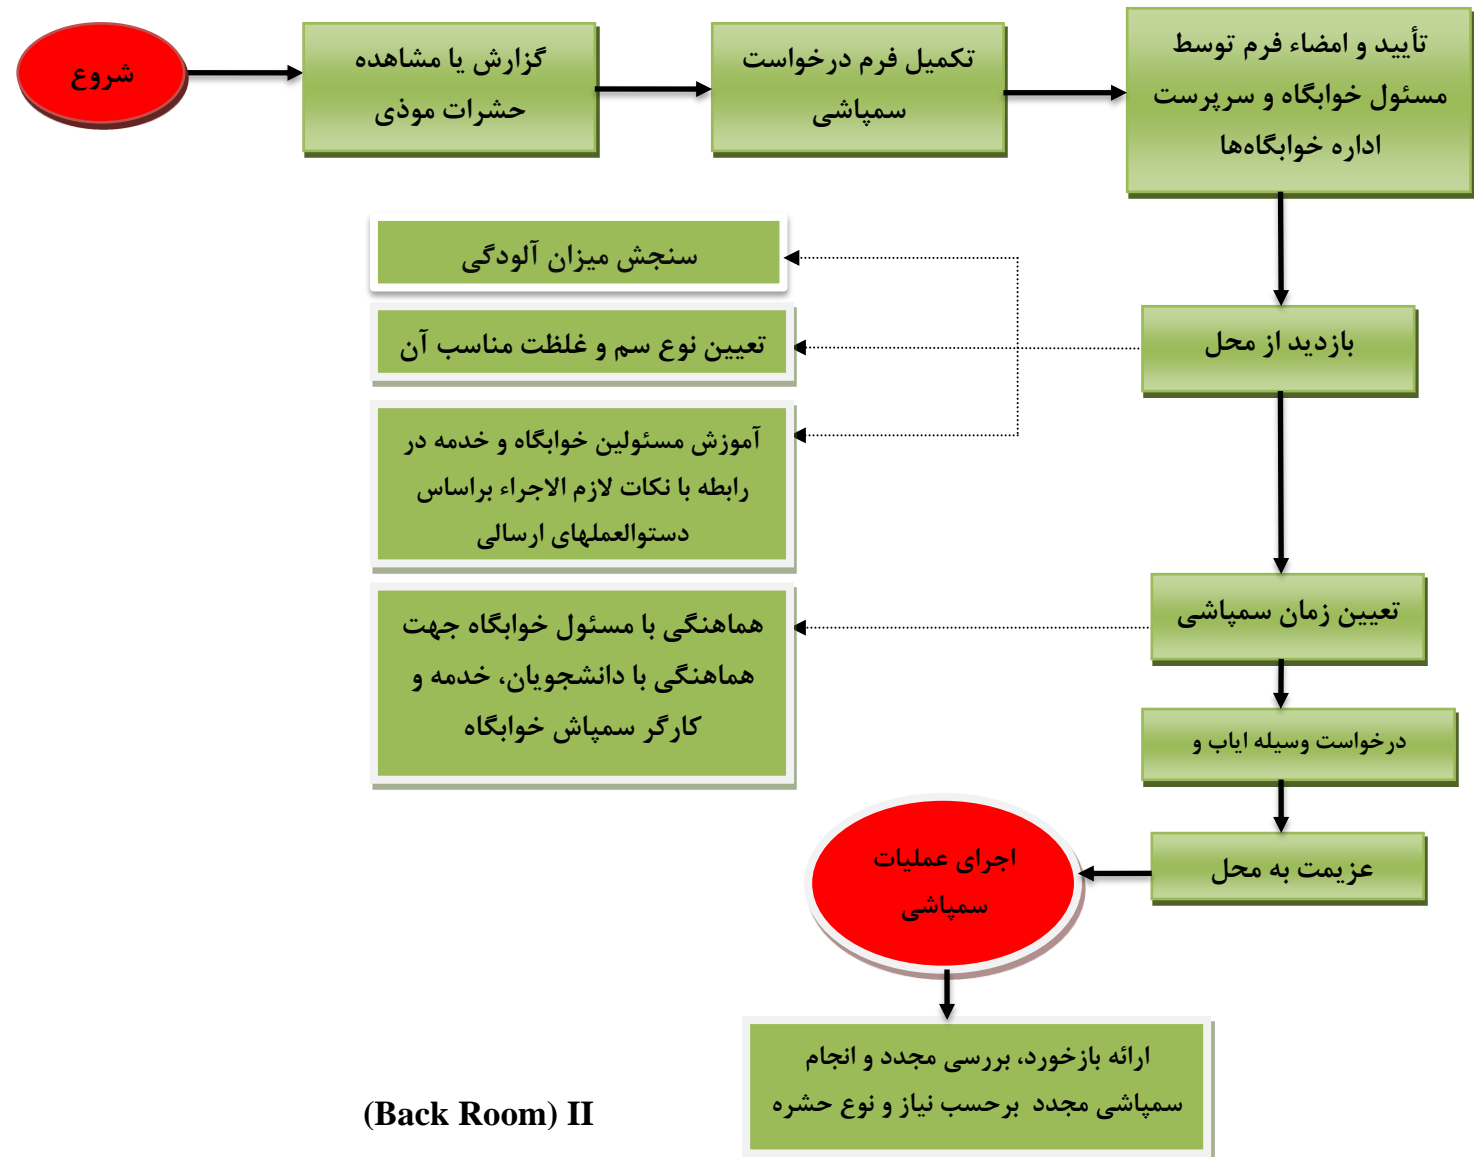 شروع
گزارش یا مشاهده
حشرات موذی
تکمیل فرم درخواست
سمپاشی
تأیید و امضاء فرم توسط
مسئول خوابگاه و سرپرست
اداره خوابگاه‌ها
بازدید از محل
سنجش میزان آلودگی
تعیین نوع سم و غلظت مناسب آن
آموزش مسئولین خوابگاه و خدمه در
رابطه با نکات لازم الاجراء براساس
دستوالعملهای ارسالی
تعیین زمان سمپاشی
هماهنگی با مسئول خوابگاه جهت
هماهنگی با دانشجویان، خدمه و
کارگر سمپاش خوابگاه
درخواست وسیله ایاب و
عزیمت به محل
اجرای عملیات
سمپاشی
ارائه بازخورد، بررسی مجدد و انجام
سمپاشی مجدد برحسب نیاز و نوع حشره
(Back Room) II